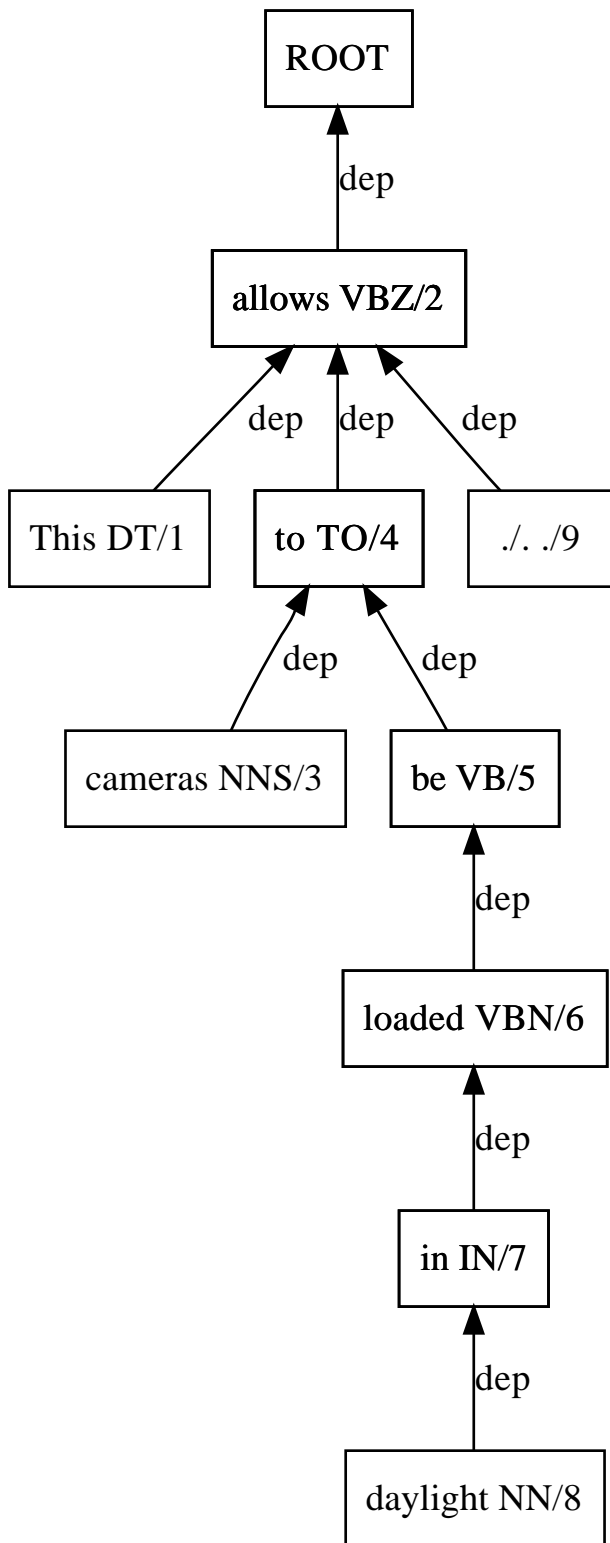 ROOT
dep
allows VBZ/2
dep dep dep
This DT/1 to TO/4 ./. ./9
dep dep
cameras NNS/3 be VB/5
dep
loaded VBN/6
dep
in IN/7
dep
daylight NN/8